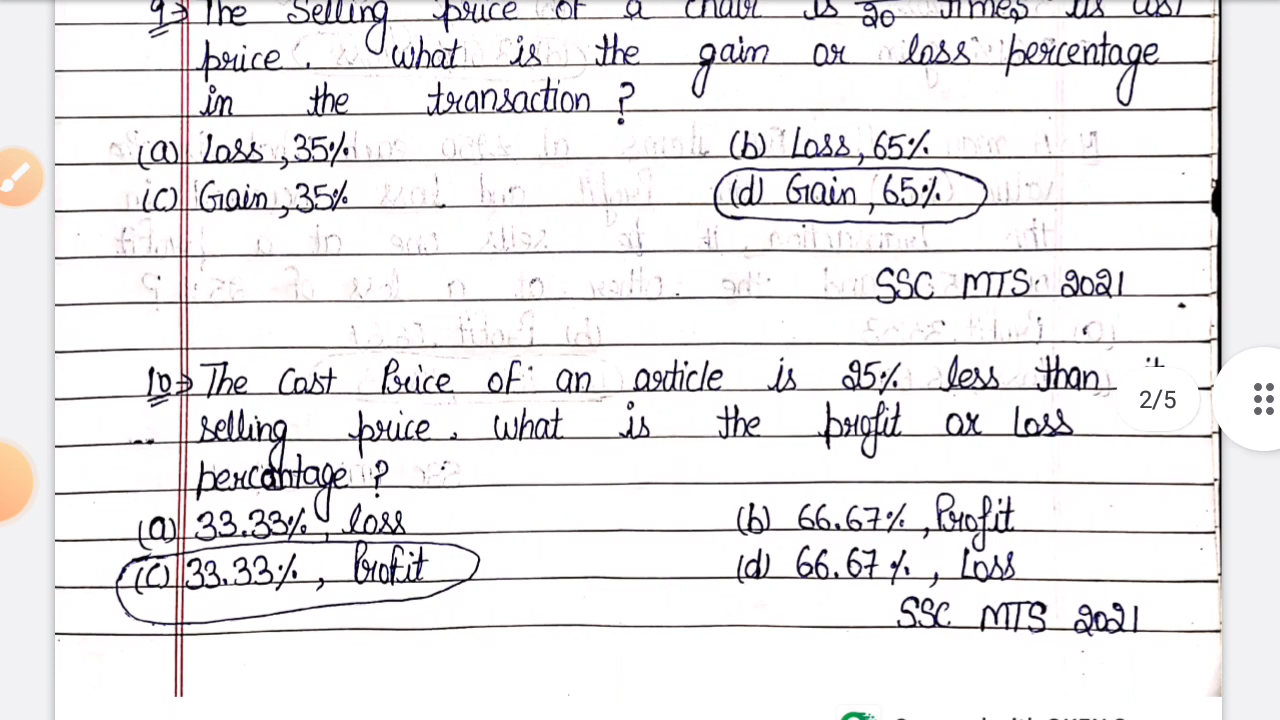 9⇒ The Selling price of a chair is /20 times its cost
price. what is the gain or loss percentage
in the transaction ?
(a) Loss, 35%
(b) Loss, 65%
(c) Gain, 35%
(d) Gain, 65%
SSC MTS 2021
10⇒ The Cost Price of an article is 25% less than it
2/5
selling price. what is the profit or Loss
percantage ?
(a) 33.33%, loss
(b) 66.67%, Profit
(c) 33.33%, Profit
(d) 66.67%, Loss
SSC MTS 2021